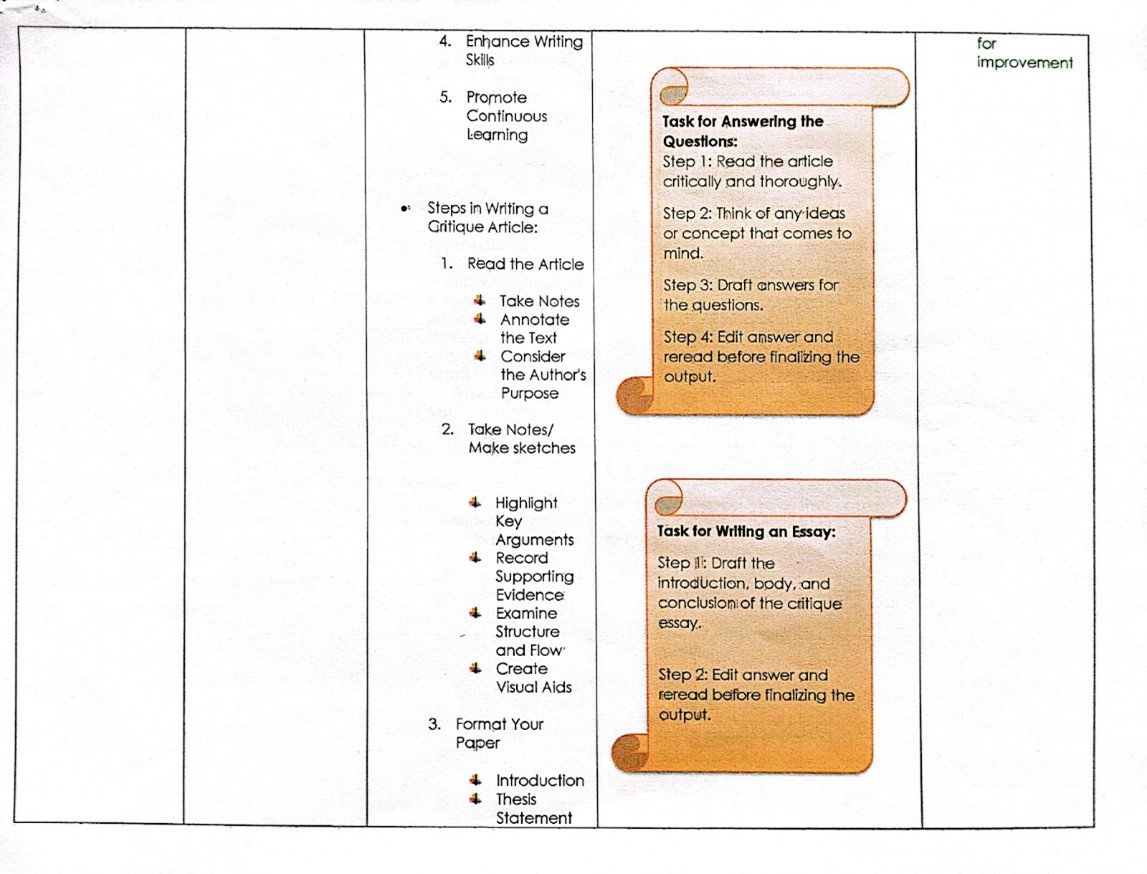 4. Enhance Writing
Skills
5. Promote
Continuous
Learning
Steps in Writing a
Critique Article:
1. Read the Article
Take Notes
Annotate
the Text
Consider
the Author's
Purpose
2. Take Notes/
Make sketches
Highlight
Key
Arguments
Record
Supporting
Evidence
Examine
Structure
and Flow
Create
Visual Aids
3. Format Your
Paper
Introduction
Thesis
Statement
Task for Answering the
Questions:
Step 1: Read the article
critically and thoroughly.
Step 2: Think of any ideas
or concept that comes to
mind.
Step 3: Draft answers for
the questions.
Step 4: Edit answer and
reread before finalizing the
output.
Task for Writing an Essay:
Step 1: Draft the
introduction, body, and
conclusion of the critique
essay.
Step 2: Edit answer and
reread before finalizing the
output.
for
improvement